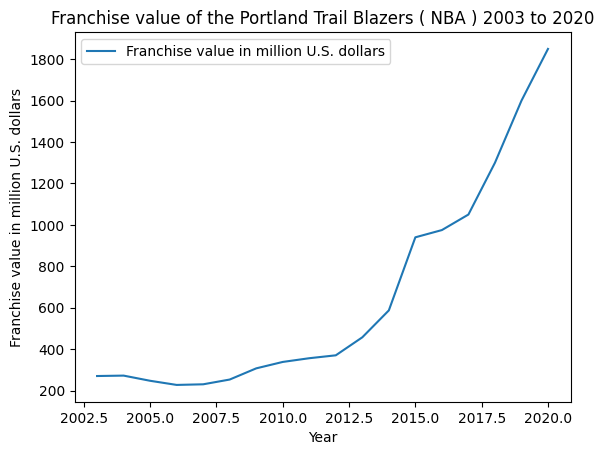 Franchise value of the Portland Trail Blazers ( NBA ) 2003 to 2020
Franchise value in million U.S. dollars
Franchise value in million U.S. dollars
1800
1600
1400
1200
1000
800
600
400
200
2002.5 2005.0 2007.5 2010.0 2012.5 2015.0 2017.5 2020.0
Year